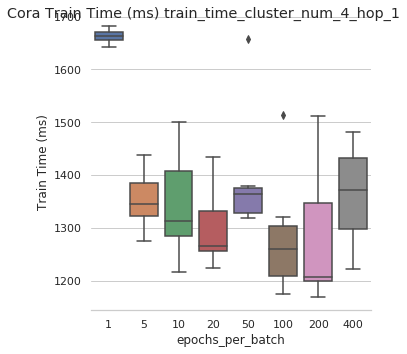 Cora Train Time (ms) train_time_cluster_num_4_hop_1
1700
1600
1500
1400
1300
1200
Train Time (ms)
1 5 10 20 50 100 200 400
epochs_per_batch